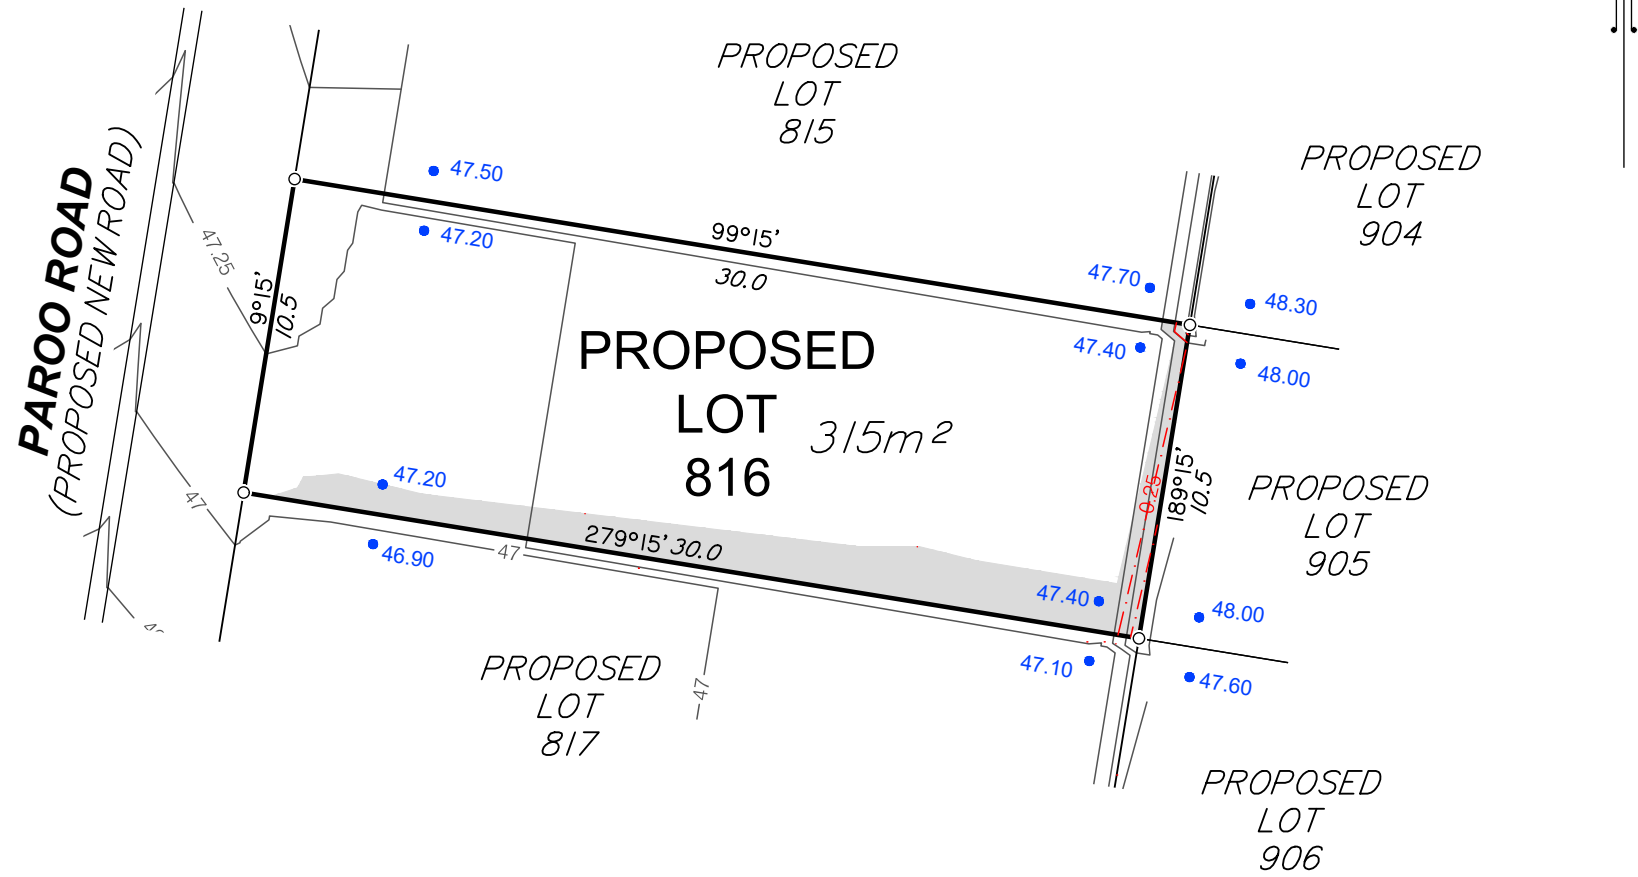 PROPOSED
LOT
815
PROPOSED
LOT
904
PAROO ROAD
(PROPOSED NEW ROAD)
47.50
47.20
47.25
99°15'
30.0
47.70
48.30
47.40
48.00
9°15'
10.5
PROPOSED
LOT
816
315m²
47.20
47
0.25
189°15'
10.5
PROPOSED
LOT
905
279°15' 30.0
47
46.90
47.40
48.00
47.10
47.60
PROPOSED
LOT
817
47
PROPOSED
LOT
906